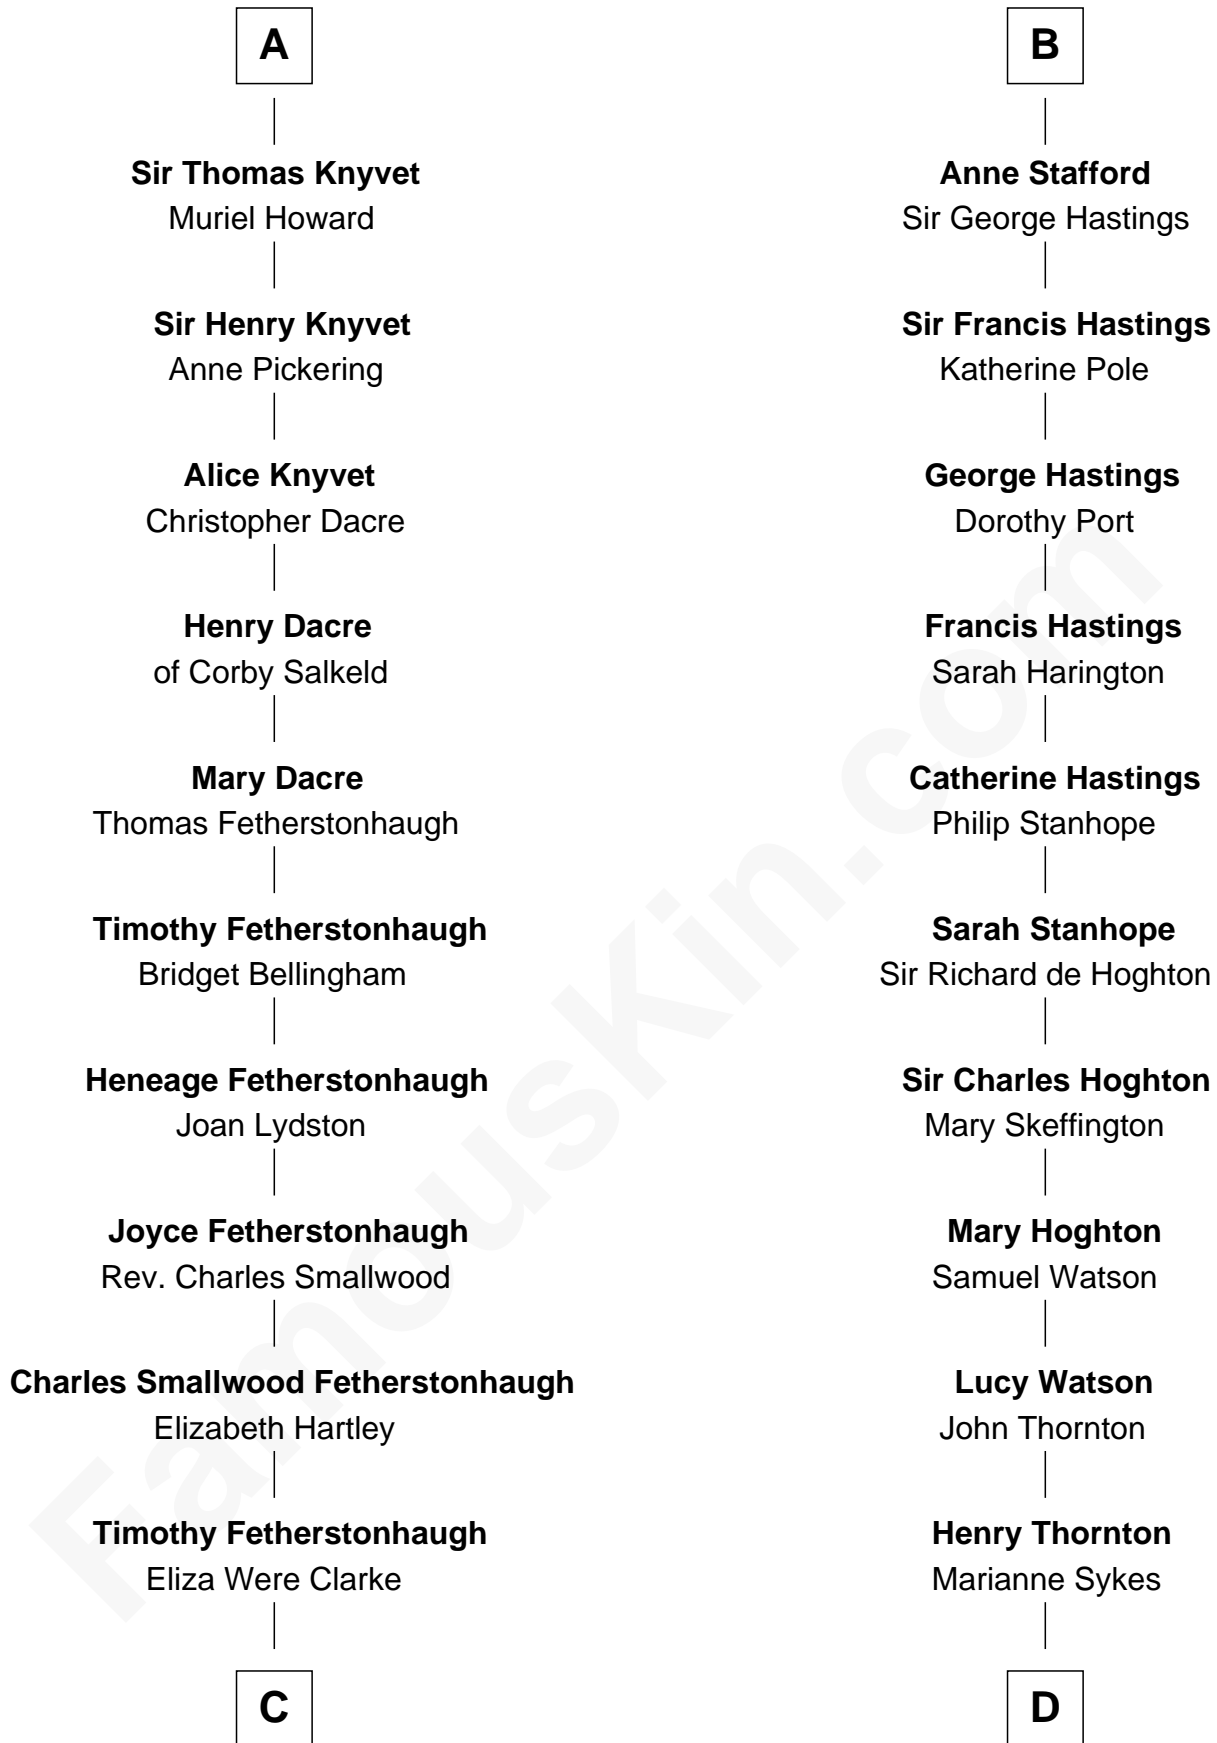 A
Sir Thomas Knyvet
Muriel Howard
Sir Henry Knyvet
Anne Pickering
Alice Knyvet
Christopher Dacre
Henry Dacre
of Corby Salkeld
Mary Dacre
Thomas Fetherstonhaugh
Timothy Fetherstonhaugh
Bridget Bellingham
Heneage Fetherstonhaugh
Joan Lydston
Joyce Fetherstonhaugh
Rev. Charles Smallwood
Charles Smallwood Fetherstonhaugh
Elizabeth Hartley
Timothy Fetherstonhaugh
Eliza Were Clarke
C
B
Anne Stafford
Sir George Hastings
Sir Francis Hastings
Katherine Pole
George Hastings
Dorothy Port
Francis Hastings
Sarah Harington
Catherine Hastings
Philip Stanhope
Sarah Stanhope
Sir Richard de Hoghton
Sir Charles Hoghton
Mary Skeffington
Mary Hoghton
Samuel Watson
Lucy Watson
John Thornton
Henry Thornton
Marianne Sykes
D
FamousKin.com